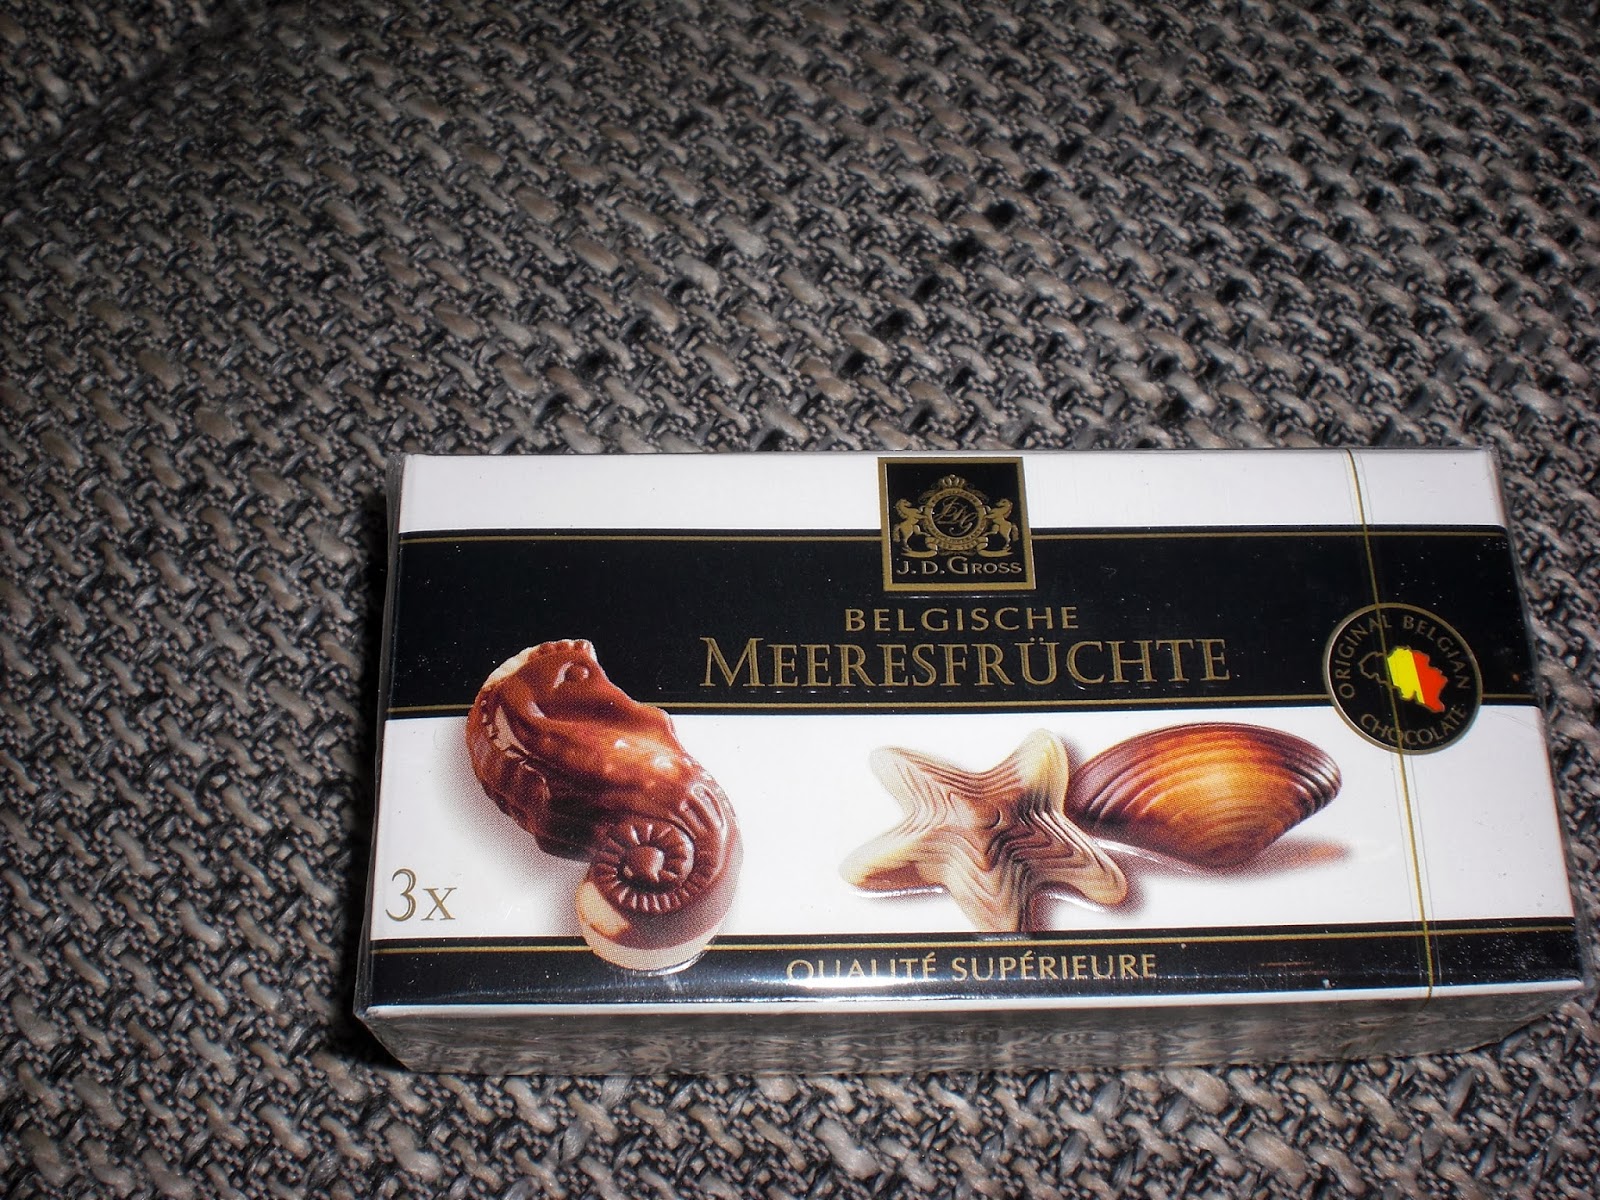 J. D. GROSS
BELGISCHE
MEERESFRÜCHTE
ORIGINAL BELGIAN
CHOCOLATE
3x
QUALITÉ SUPÉRIEURE